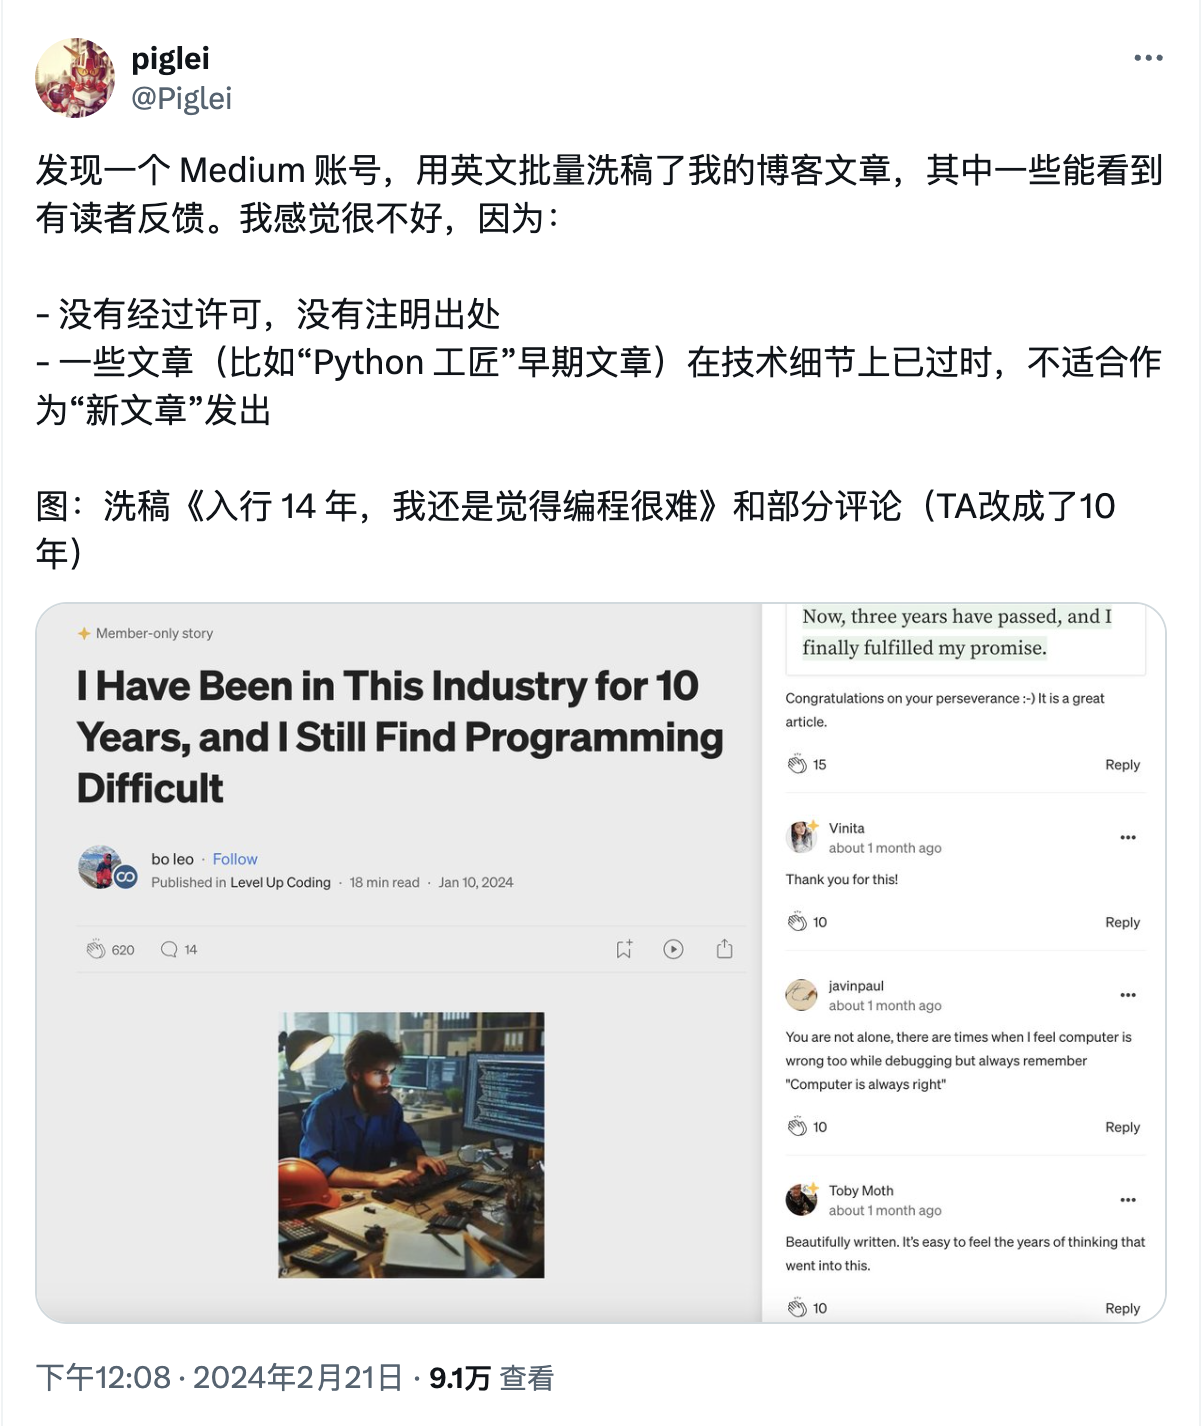 piglei
@Piglei
发现一个 Medium 账号，用英文批量洗稿了我的博客文章，其中一些能看到
有读者反馈。我感觉很不好，因为：
- 没有经过许可，没有注明出处
- 一些文章（比如“Python 工匠”早期文章）在技术细节上已过时，不适合作
为“新文章”发出
图：洗稿《入行 14 年，我还是觉得编程很难》和部分评论（TA改成了10
年）
Member-only story
I Have Been in This Industry for 10
Years, and I Still Find Programming
Difficult
bo leo · Follow
Published in Level Up Coding · 18 min read · Jan 10, 2024
620 14
Now, three years have passed, and I
finally fulfilled my promise.
Congratulations on your perseverance :-) It is a great
article.
15 Reply
Vinita
about 1 month ago
Thank you for this!
10 Reply
javinpaul
about 1 month ago
You are not alone, there are times when I feel computer is
wrong too while debugging but always remember
"Computer is always right"
10 Reply
Toby Moth
about 1 month ago
Beautifully written. It's easy to feel the years of thinking that
went into this.
10 Reply
下午12:08 · 2024年2月21日 · 9.1万 查看